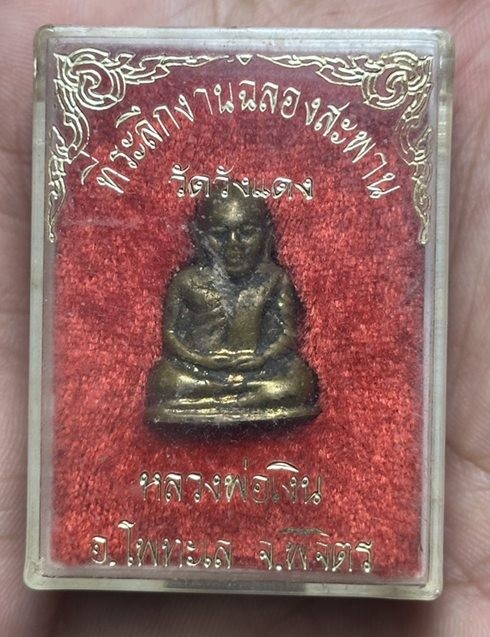 ที่ระลึกงานฉลองสะพาน
วัดวังแดง
หลวงพ่อเงิน
อ.โพทะเล จ.พิจิตร